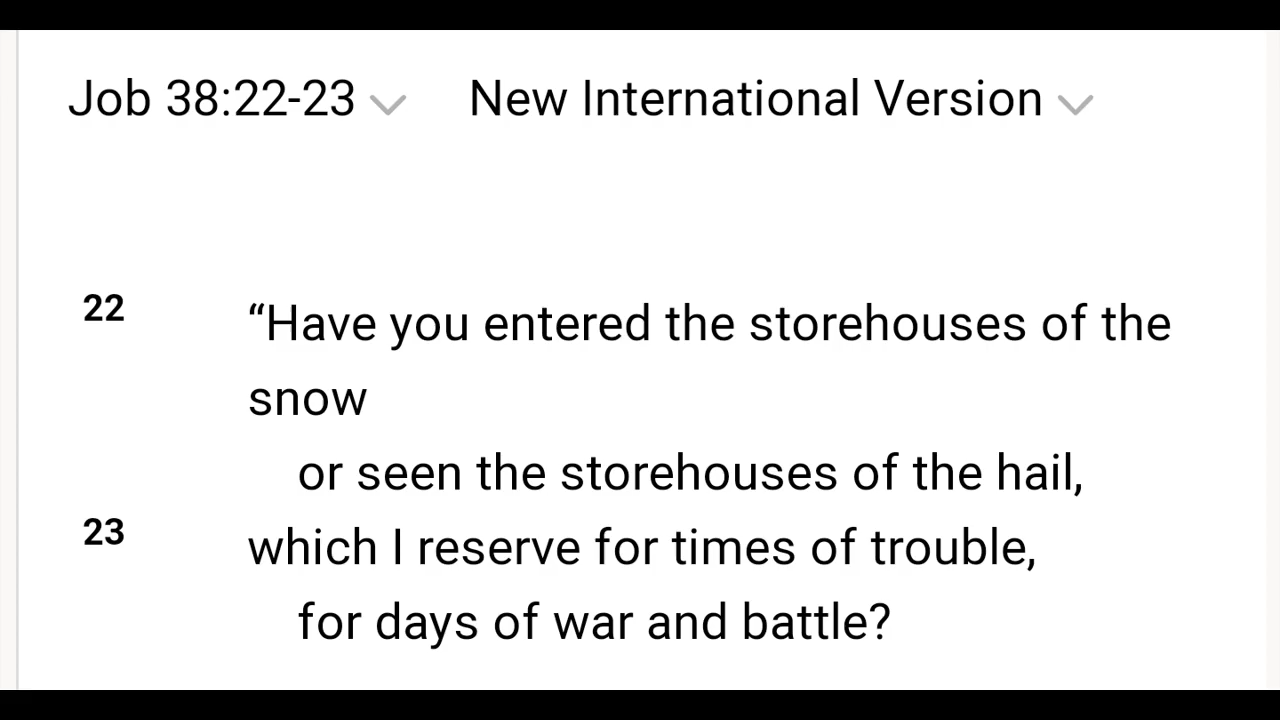 Job 38:22-23 New International Version
22 “Have you entered the storehouses of the
snow
or seen the storehouses of the hail,
23 which I reserve for times of trouble,
for days of war and battle?